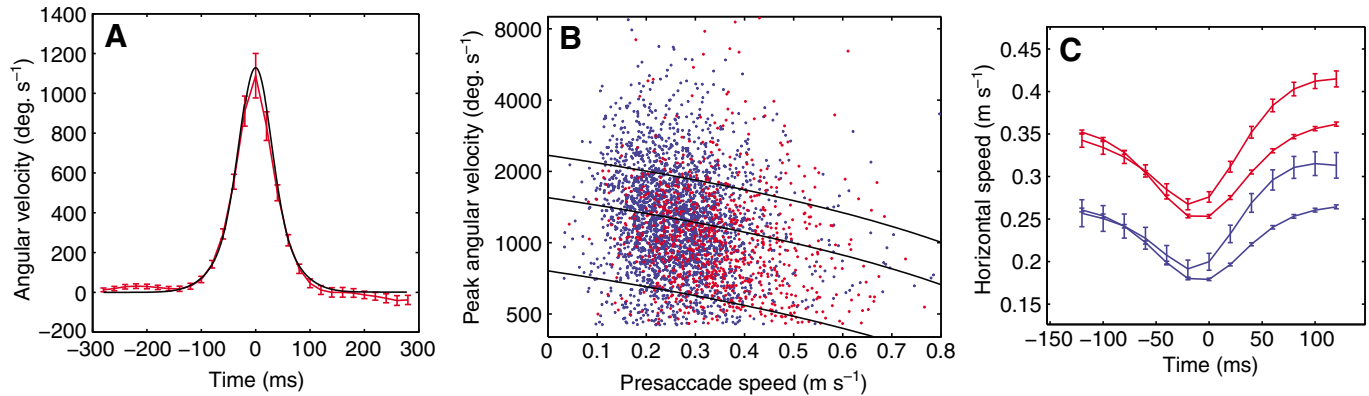 A
Angular velocity (deg. s−1)
1400
1200
1000
800
600
400
200
0
−200
−300 −200 −100 0 100 200 300
Time (ms)
B
Peak angular velocity (deg. s−1)
8000
4000
2000
1000
500
0 0.1 0.2 0.3 0.4 0.5 0.6 0.7 0.8
Presaccade speed (m s−1)
C
Horizontal speed (m s−1)
0.45
0.4
0.35
0.3
0.25
0.2
0.15
−150 −100 −50 0 50 100
Time (ms)